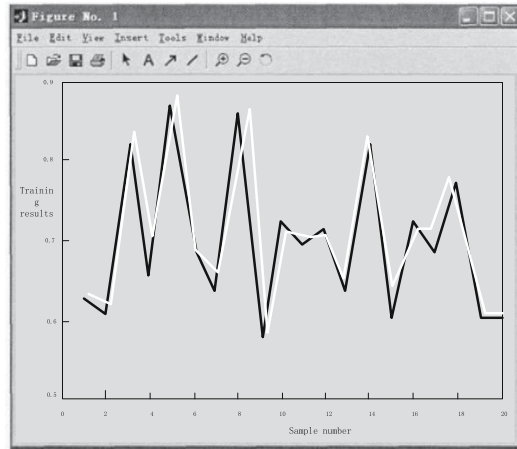 Figure No. 1
File Edit View Insert Tools Window Help
A
0.9
0.8
Trainin
g
results
0.7
0.6
0.5
0 2 4 6 8 10 12 14 16 18 20
Sample number